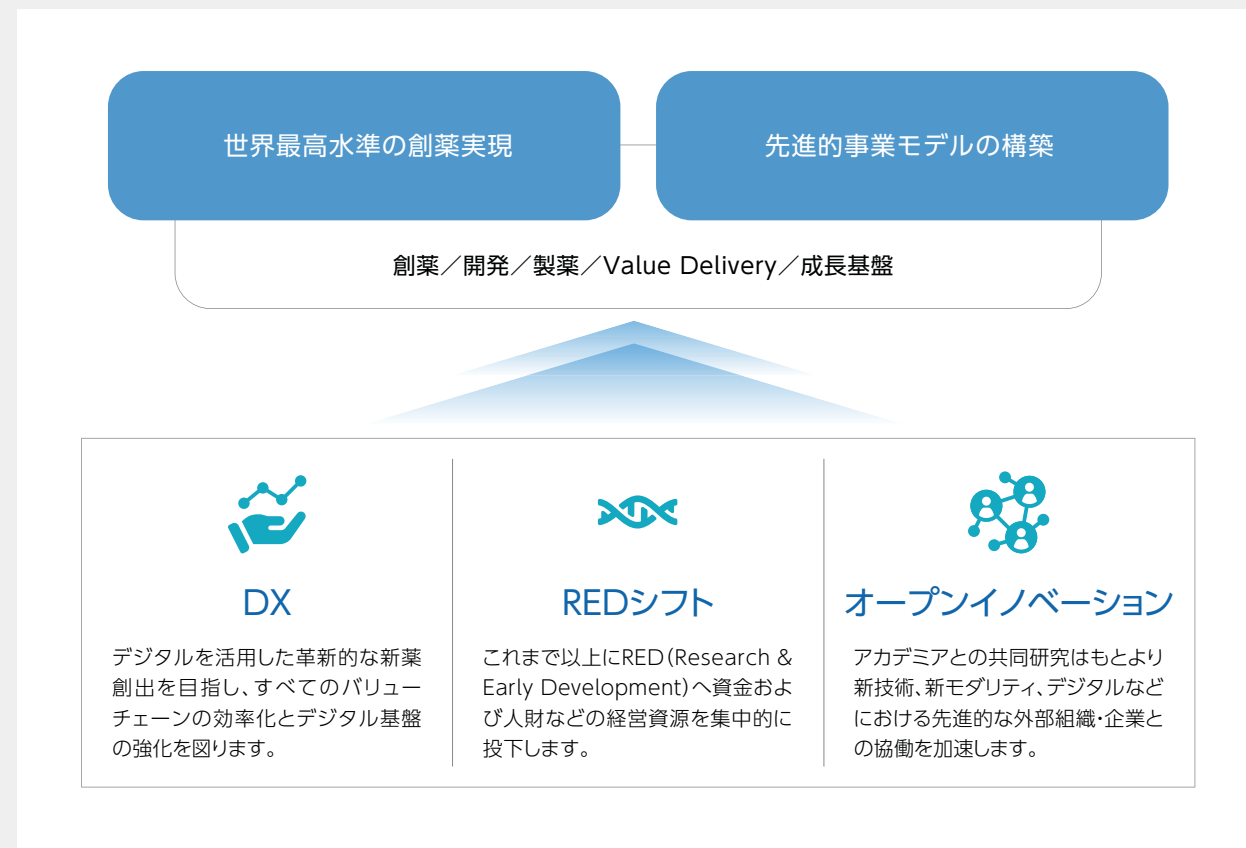 世界最高水準の創薬実現
先進的事業モデルの構築
創薬／開発／製薬／Value Delivery／成長基盤
DX
デジタルを活用した革新的な新薬
創出を目指し、すべてのバリュー
チェーンの効率化とデジタル基盤
の強化を図ります。
REDシフト
これまで以上にRED（Research &
Early Development）へ資金およ
び人財などの経営資源を集中的に
投下します。
オープンイノベーション
アカデミアとの共同研究はもとより
新技術、新モダリティ、デジタルなど
における先進的な外部組織・企業と
の協働を加速します。